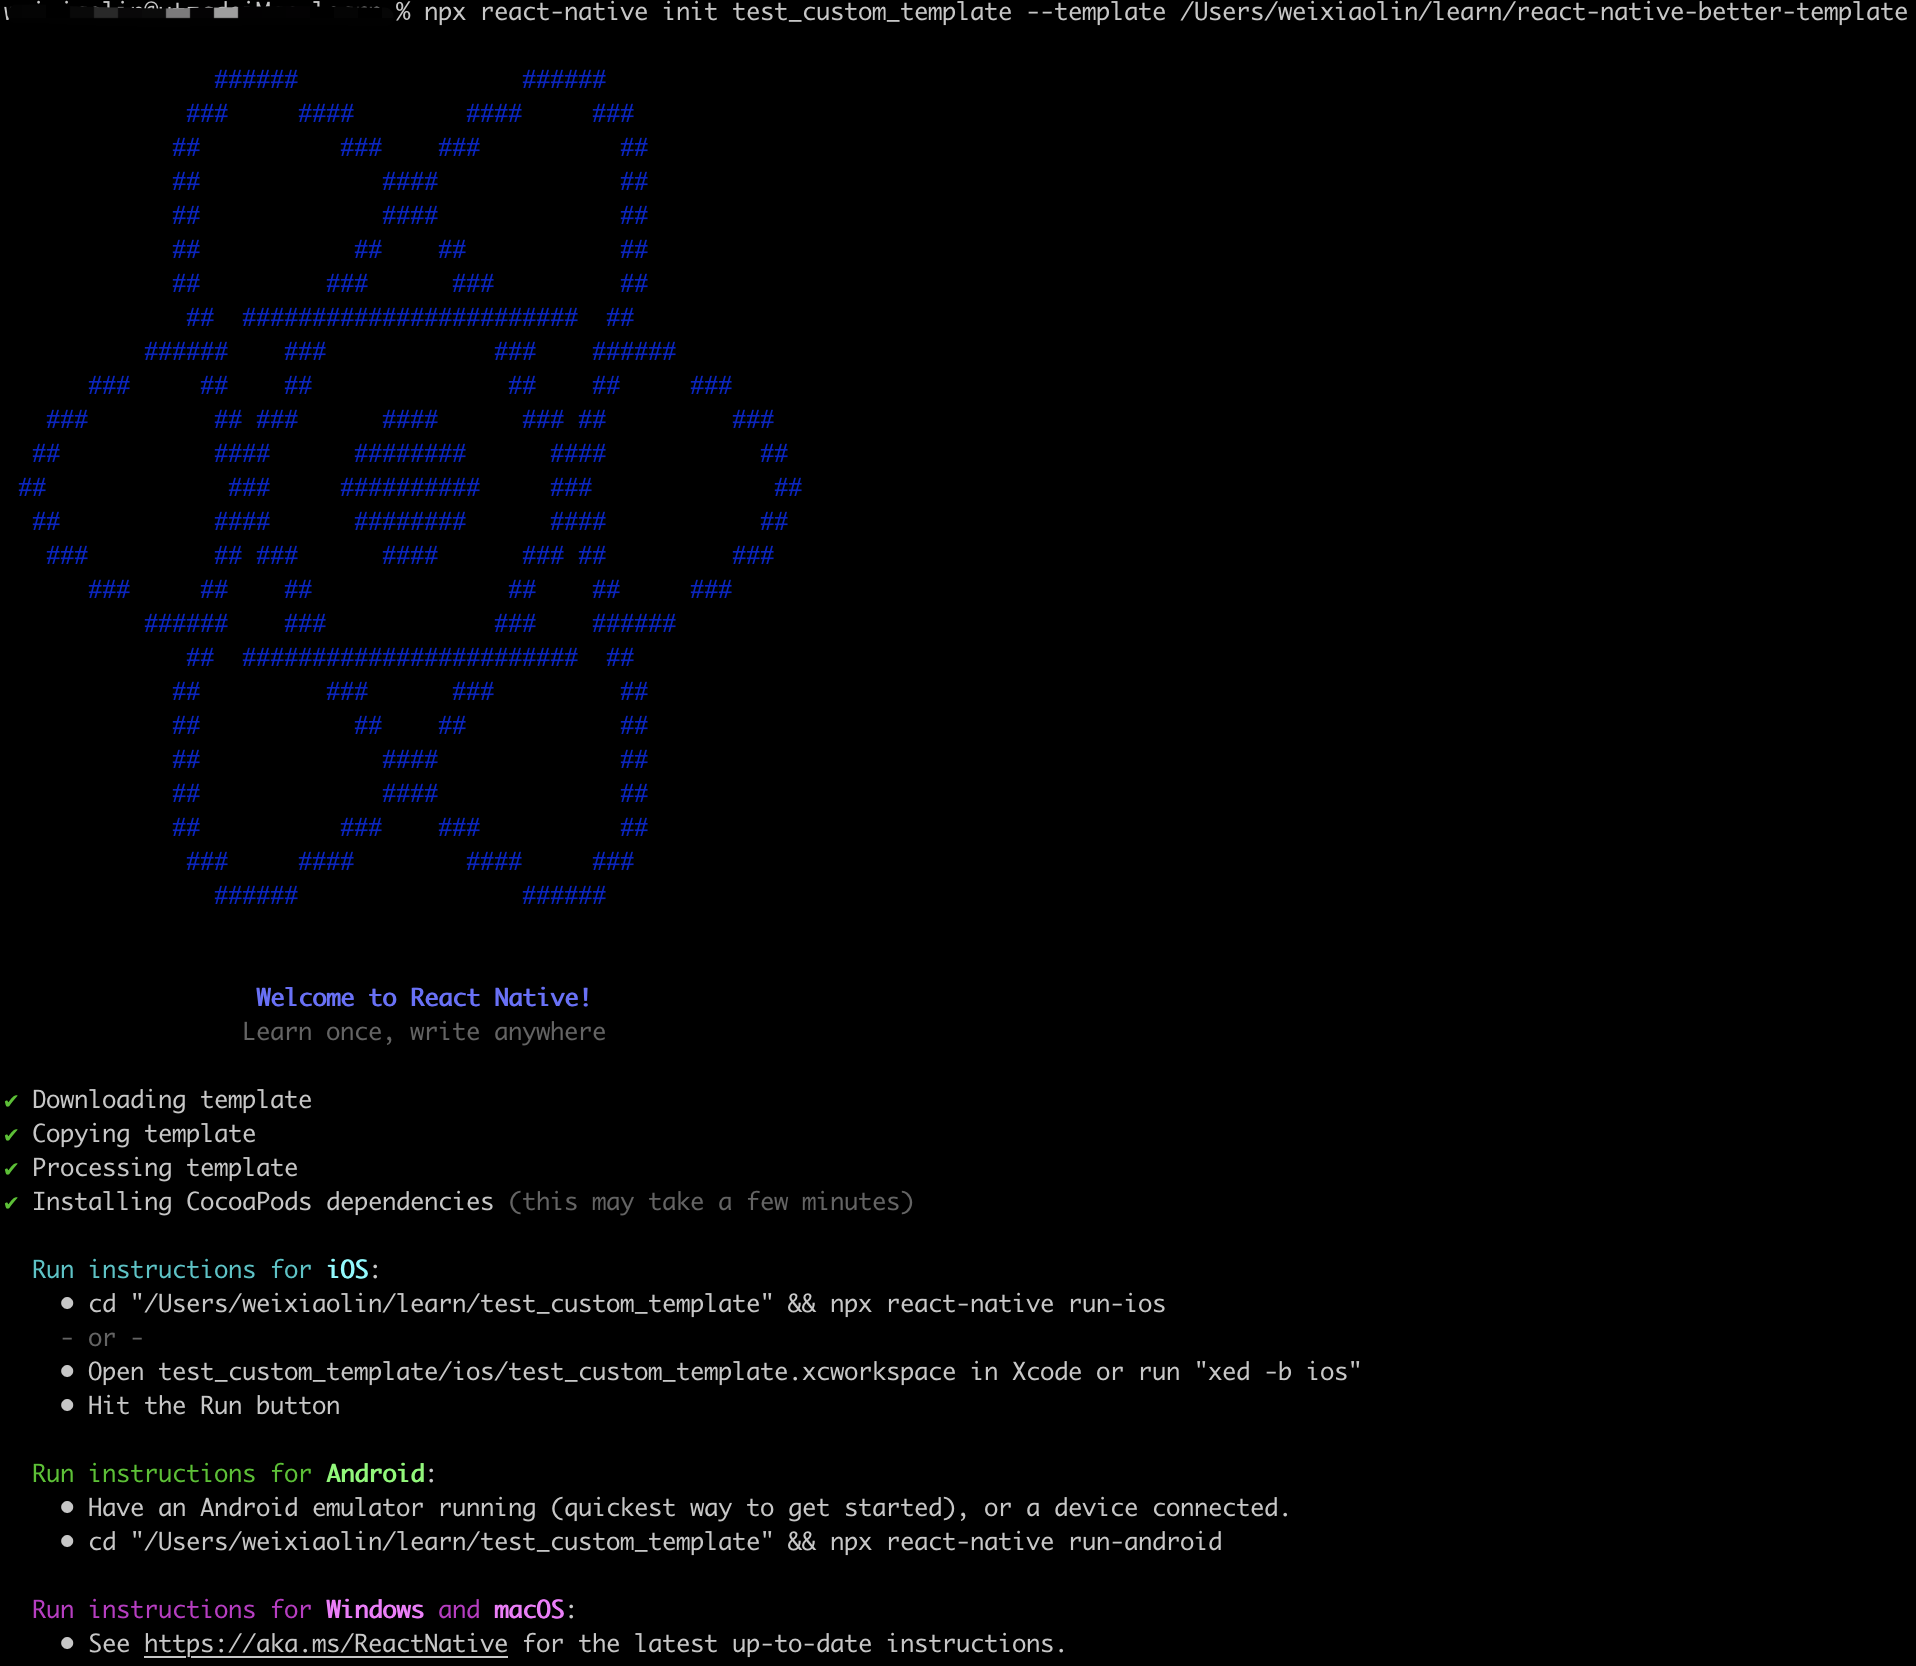 % npx react-native init test_custom_template --template /Users/weixiaolin/learn/react-native-better-template
               ######                ######
             ###     ####        ####     ###
            ##          ###    ###          ##
            ##             ####             ##
            ##             ####             ##
            ##           ##    ##           ##
            ##         ###      ###         ##
             ##  ########################  ##
          ######    ###            ###    ######
      ###     ##    ##              ##    ##     ###
   ###         ## ###      ####      ### ##         ###
  ##           ####      ########      ####           ##
 ##             ###     ##########     ###             ##
  ##           ####      ########      ####           ##
   ###         ## ###      ####      ### ##         ###
      ###     ##    ##              ##    ##     ###
          ######    ###            ###    ######
             ##  ########################  ##
            ##         ###      ###         ##
            ##           ##    ##           ##
            ##             ####             ##
            ##             ####             ##
            ##          ###    ###          ##
             ###     ####        ####     ###
               ######                ######
Welcome to React Native!
Learn once, write anywhere
✔ Downloading template
✔ Copying template
✔ Processing template
✔ Installing CocoaPods dependencies (this may take a few minutes)
Run instructions for iOS:
• cd "/Users/weixiaolin/learn/test_custom_template" && npx react-native run-ios
- or -
• Open test_custom_template/ios/test_custom_template.xcworkspace in Xcode or run "xed -b ios"
• Hit the Run button
Run instructions for Android:
• Have an Android emulator running (quickest way to get started), or a device connected.
• cd "/Users/weixiaolin/learn/test_custom_template" && npx react-native run-android
Run instructions for Windows and macOS:
• See https://aka.ms/ReactNative for the latest up-to-date instructions.